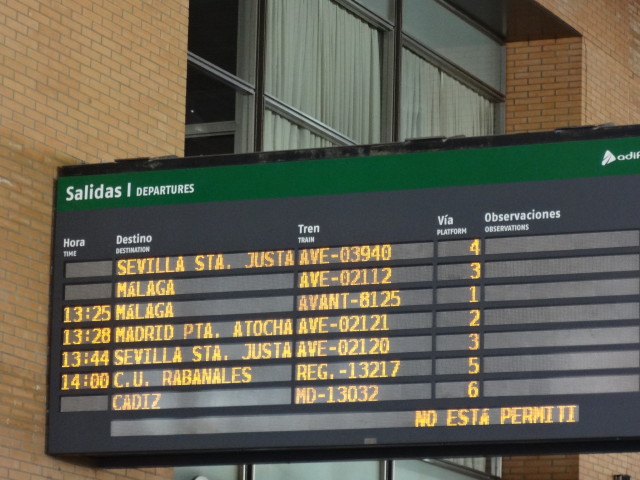 Salidas | DEPARTURES
adif
Hora Destino Tren Vía Observaciones
TIME DESTINATION TRAIN PLATFORM OBSERVATIONS
SEVILLA STA. JUSTA AVE-03940 4
MÁLAGA AVE-02112 3
13:25 MÁLAGA AVANT-8125 1
13:28 MADRID PTA. ATOCHA AVE-02121 2
13:44 SEVILLA STA. JUSTA AVE-02120 3
14:00 C.U. RABANALES REG.-13217 5
CÁDIZ MD-13032 6
NO ESTÁ PERMITI